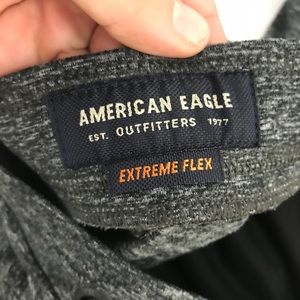 AMERICAN EAGLE
EST. OUTFITTERS 1977
EXTREME FLEX